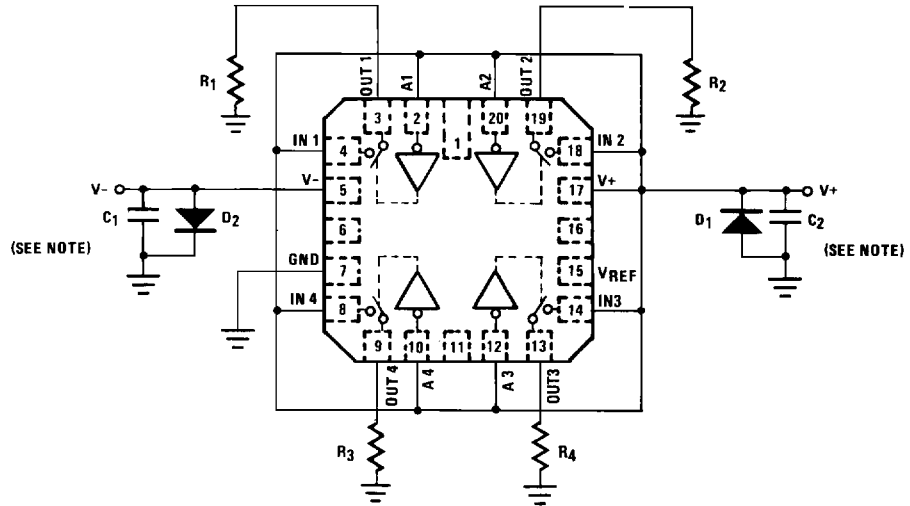 R1
OUT 1
A1
A2
OUT 2
R2
3
2
1
20
19
IN 1
4
18
IN 2
V-
V-
5
17
V+
V+
C1
D2
6
16
D1
C2
(SEE NOTE)
(SEE NOTE)
GND
7
15
VREF
IN 4
8
14
IN3
9
10
11
12
13
OUT 4
A 4
A 3
OUT3
R3
R4